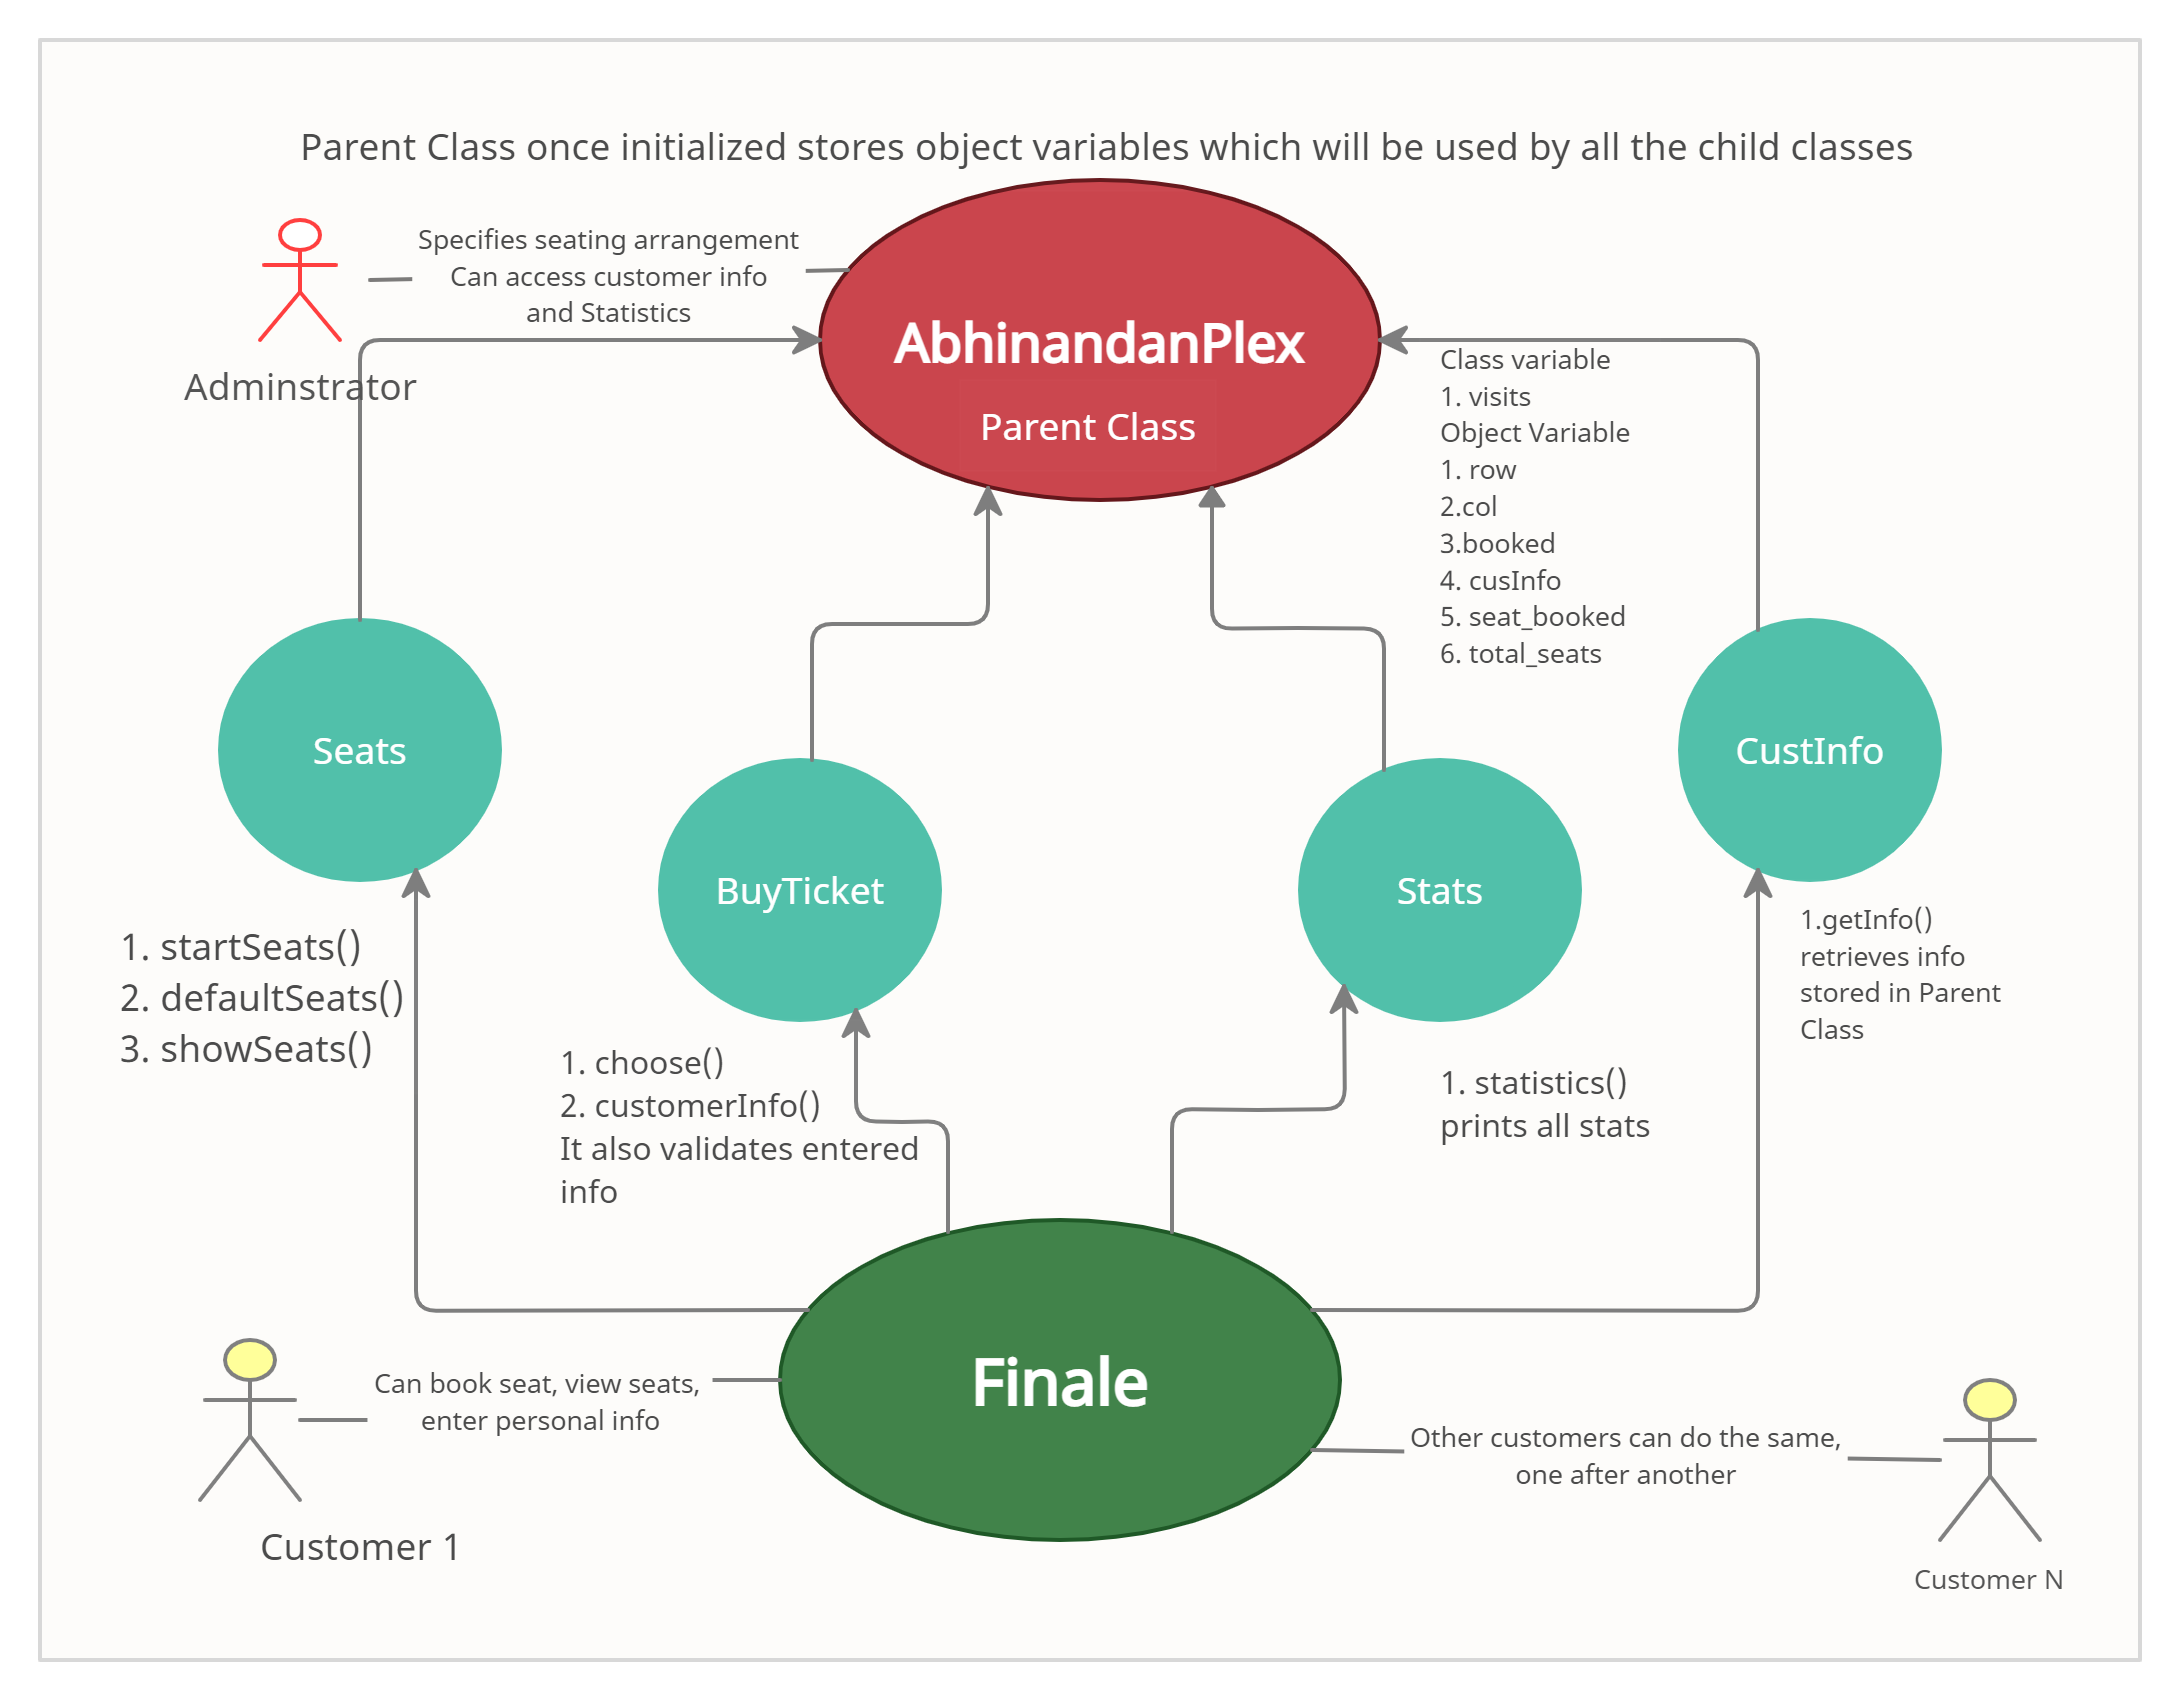 Parent Class once initialized stores object variables which will be used by all the child classes
Specifies seating arrangement
Can access customer info
and Statistics
Adminstrator
AbhinandanPlex
Parent Class
Class variable
1. visits
Object Variable
1. row
2.col
3.booked
4. cusInfo
5. seat_booked
6. total_seats
Seats
BuyTicket
Stats
CustInfo
1. startSeats()
2. defaultSeats()
3. showSeats()
1. choose()
2. customerInfo()
It also validates entered
info
1. statistics()
prints all stats
1.getInfo()
retrieves info
stored in Parent
Class
Finale
Can book seat, view seats,
enter personal info
Customer 1
Other customers can do the same,
one after another
Customer N